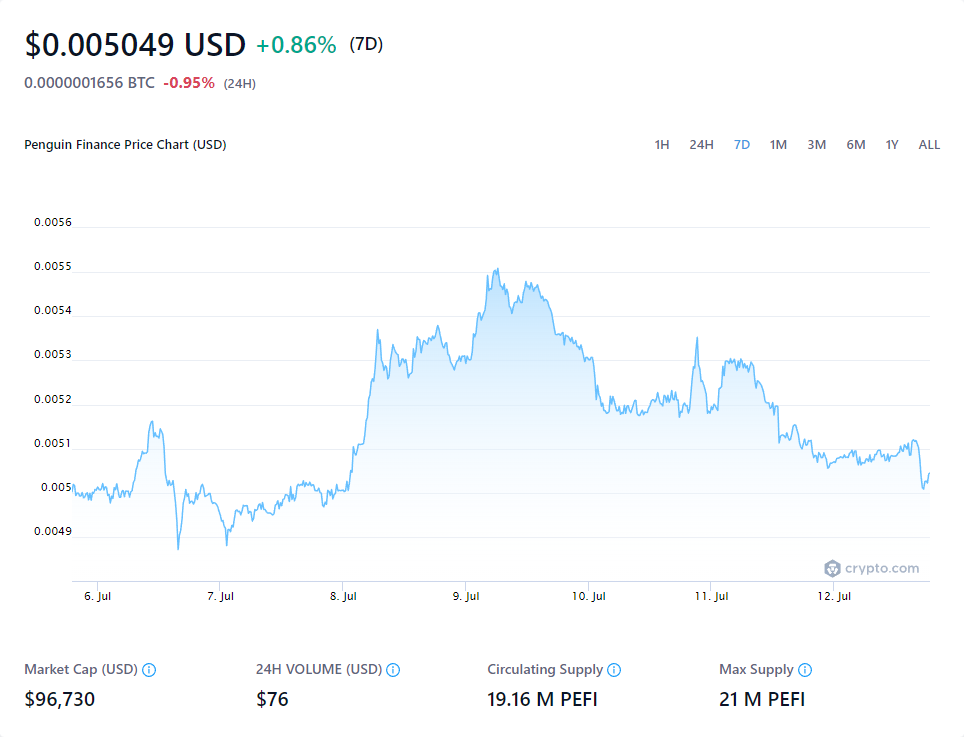 $0.005049 USD +0.86% (7D)
0.0000001656 BTC -0.95% (24H)
Penguin Finance Price Chart (USD) 1H 24H 7D 1M 3M 6M 1Y ALL
0.0056
0.0055
0.0054
0.0053
0.0052
0.0051
0.005
0.0049
crypto.com
6. Jul 7. Jul 8. Jul 9. Jul 10. Jul 11. Jul 12. Jul
Market Cap (USD) 24H VOLUME (USD) Circulating Supply Max Supply
$96,730 $76 19.16 M PEFI 21 M PEFI